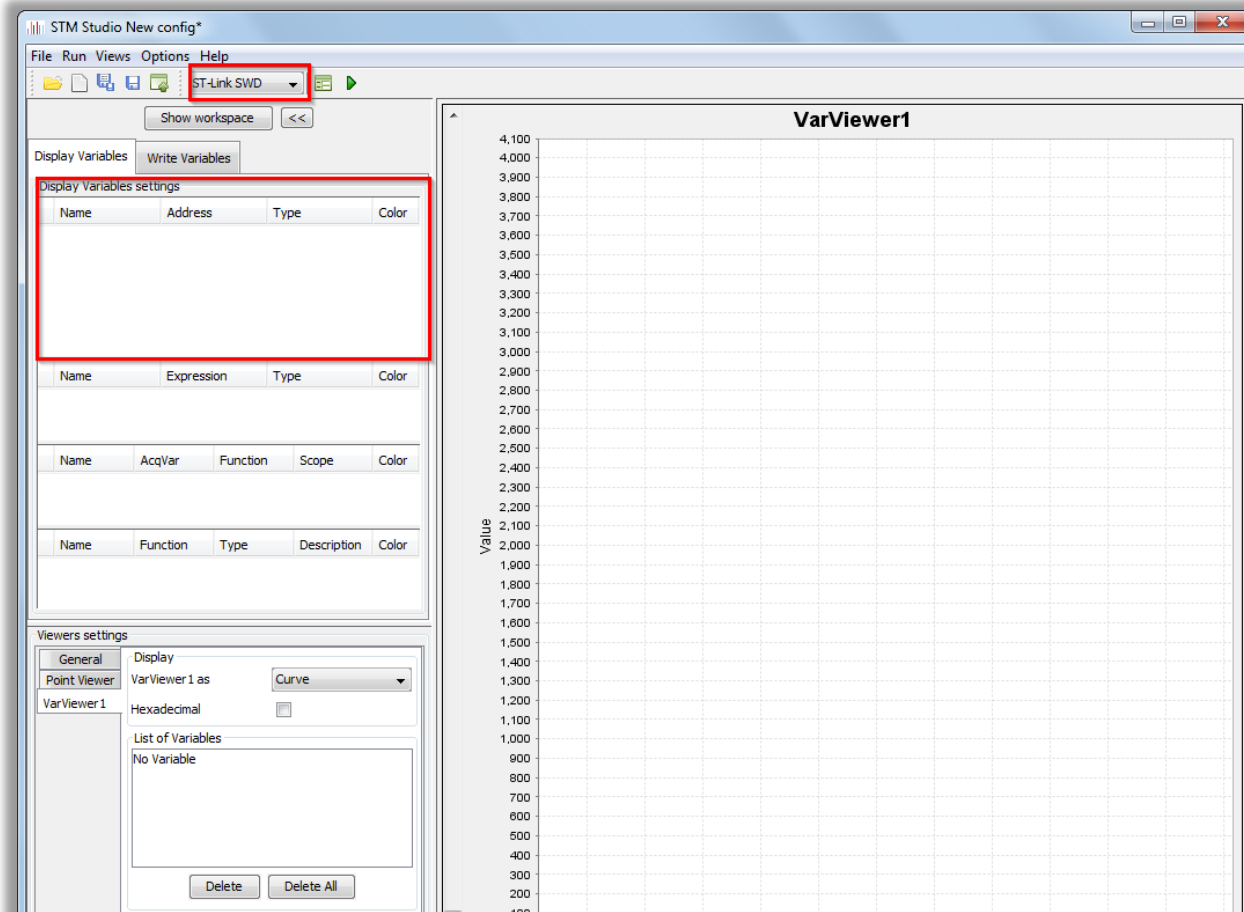 STM Studio New config*
File Run Views Options Help
ST-Link SWD
Show workspace <<
Display Variables Write Variables
Display Variables settings
Name Address Type Color
Name Expression Type Color
Name AcqVar Function Scope Color
Name Function Type Description Color
Viewers settings
General
Point Viewer
VarViewer1
Display
VarViewer1 as Curve
Hexadecimal
List of Variables
No Variable
Delete Delete All
VarViewer1
Value
4,100
4,000
3,900
3,800
3,700
3,600
3,500
3,400
3,300
3,200
3,100
3,000
2,900
2,800
2,700
2,600
2,500
2,400
2,300
2,200
2,100
2,000
1,900
1,800
1,700
1,600
1,500
1,400
1,300
1,200
1,100
1,000
900
800
700
600
500
400
300
200